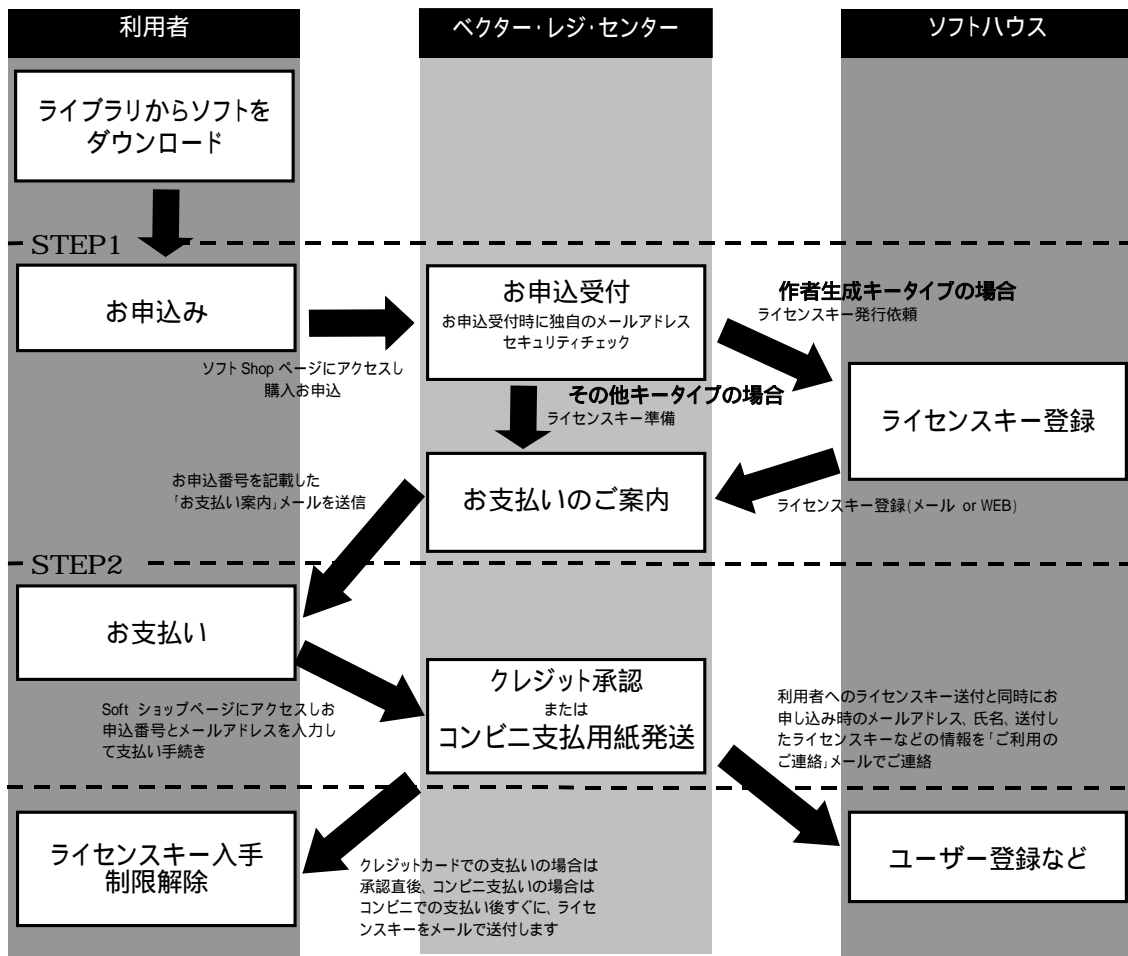 利用者
ベクター・レジ・センター
ソフトハウス
ライブラリからソフトを
ダウンロード
STEP1
お申込み
ソフト Shop ページにアクセスし
購入お申込
お申込受付
お申込受付時に独自のメールアドレス
セキュリティチェック
作者生成キータイプの場合
ライセンスキー発行依頼
その他キータイプの場合
ライセンスキー準備
ライセンスキー登録
ライセンスキー登録(メール or WEB)
お支払いのご案内
お申込番号を記載した
「お支払い案内」メールを送信
STEP2
お支払い
Soft ショップページにアクセスしお
申込番号とメールアドレスを入力し
て支払い手続き
クレジット承認
または
コンビニ支払用紙発送
利用者へのライセンスキー送付と同時にお
申し込み時のメールアドレス、氏名、送付し
たライセンスキーなどの情報を「ご利用の
ご連絡」メールでご連絡
ライセンスキー入手
制限解除
クレジットカードでの支払いの場合は
承認直後、コンビニ支払いの場合は
コンビニでの支払い後すぐに、ライセ
ンスキーをメールで送付します
ユーザー登録など